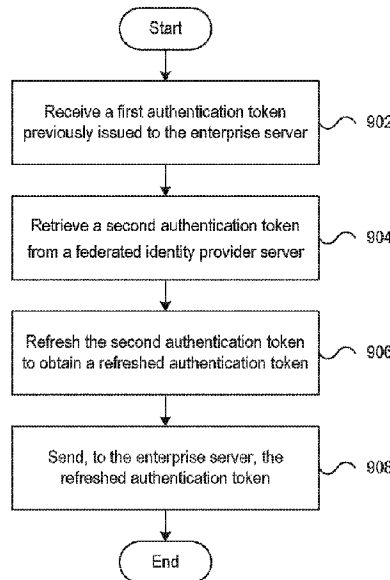 Start
Receive a first authentication token
previously issued to the enterprise server
902
Retrieve a second authentication token
from a federated identity provider server
904
Refresh the second authentication token
to obtain a refreshed authentication token
906
Send, to the enterprise server, the
refreshed authentication token
908
End